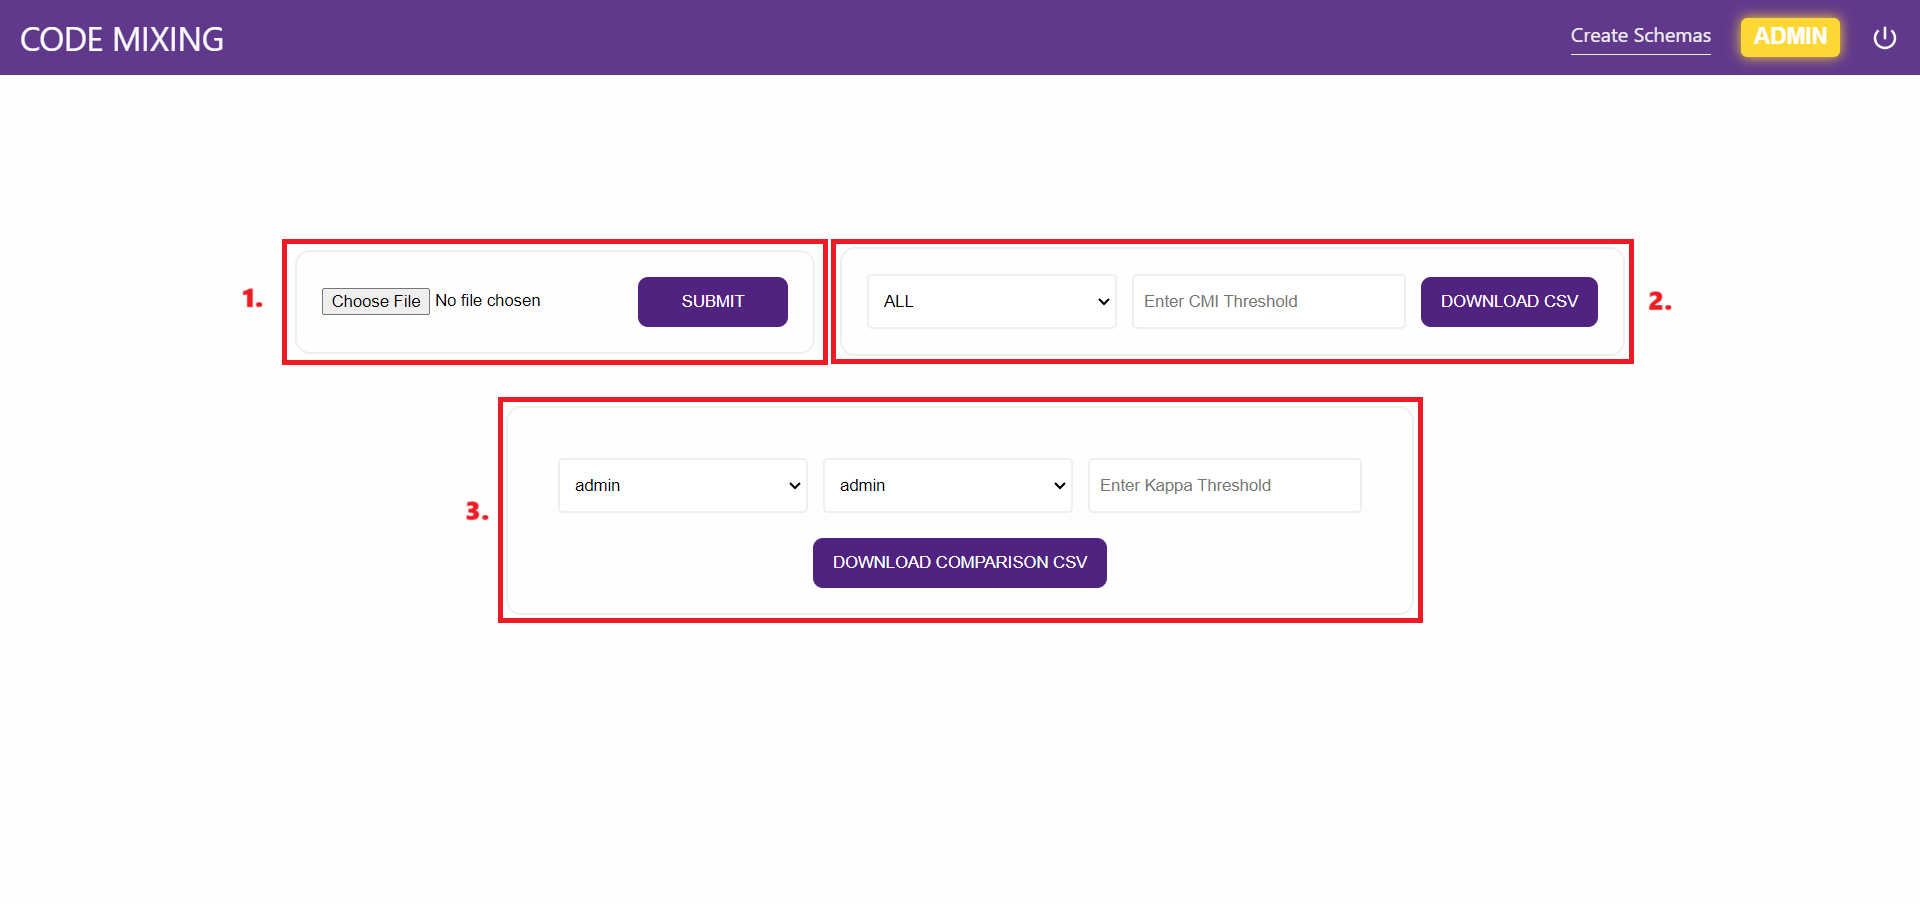 CODE MIXING
Create Schemas
ADMIN
1.
Choose File No file chosen
SUBMIT
ALL
Enter CMI Threshold
DOWNLOAD CSV
2.
3.
admin
admin
Enter Kappa Threshold
DOWNLOAD COMPARISON CSV